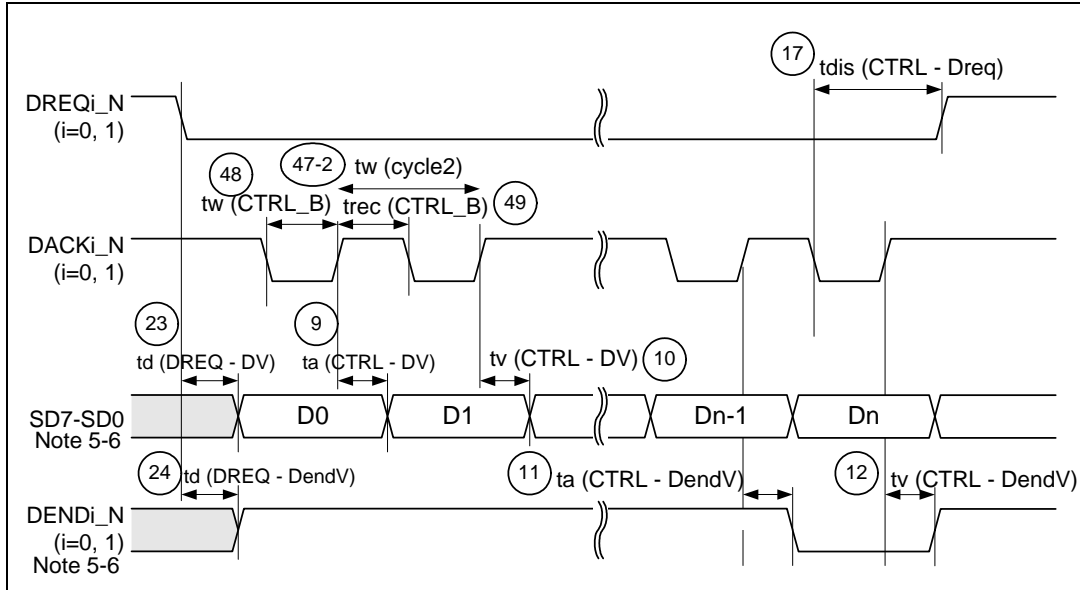 17
tdis (CTRL - Dreq)
DREQi_N
(i=0, 1)
47-2
tw (cycle2)
48
tw (CTRL_B)
trec (CTRL_B)
49
DACKi_N
(i=0, 1)
23
9
td (DREQ - DV)
ta (CTRL - DV)
tv (CTRL - DV)
10
SD7-SD0
Note 5-6
D0
D1
Dn-1
Dn
24
td (DREQ - DendV)
11
ta (CTRL - DendV)
12
tv (CTRL - DendV)
DENDi_N
(i=0, 1)
Note 5-6